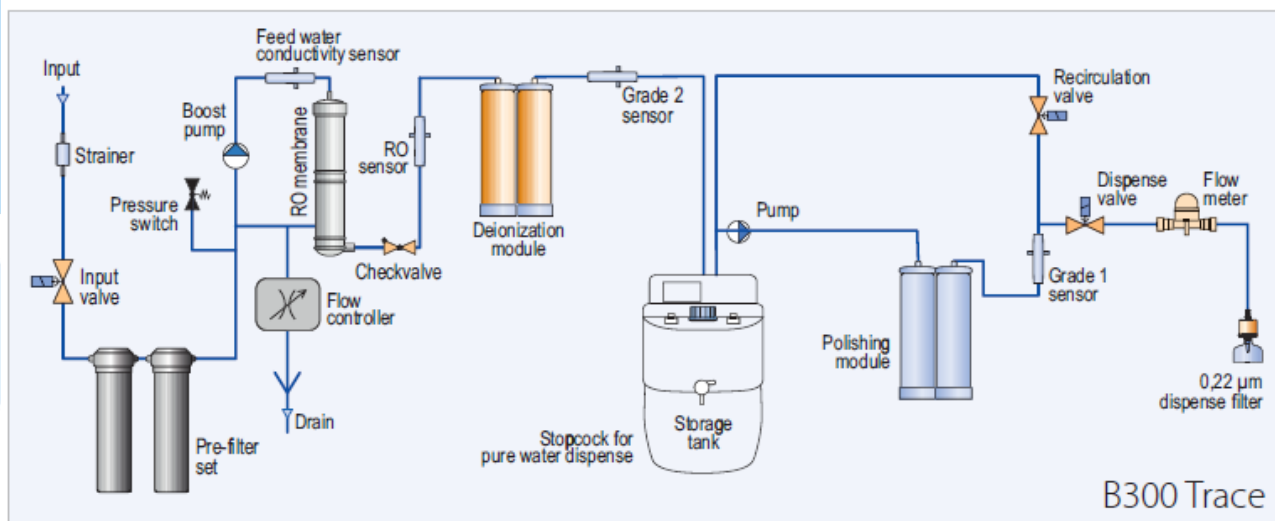 Input
Strainer
Pressure
switch
Input
valve
Pre-filter
set
Boost
pump
Feed water
conductivity sensor
RO membrane
Checkvalve
Flow
controller
Drain
RO
sensor
Deionization
module
Grade 2
sensor
Pump
Stopcock for
pure water dispense
Storage
tank
Polishing
module
Grade 1
sensor
Recirculation
valve
Dispense
valve
Flow
meter
0,22 µm
dispense filter
B300 Trace